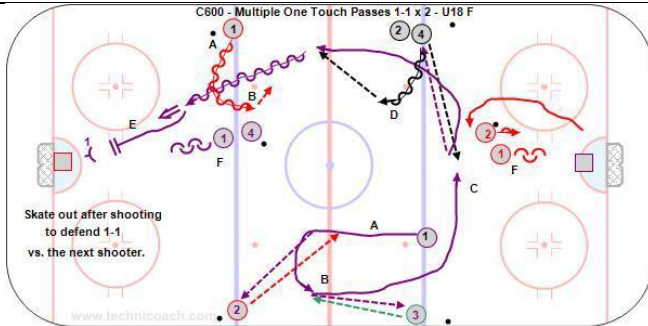 C600 - Multiple One Touch Passes 1-1 x 2 - U18 F
1
A
2
4
B
D
E
1
1
4
F
2
1
F
C
Skate out after shooting
to defend 1-1
vs. the next shooter.
A
1
B
2
3
www.technicoach.com